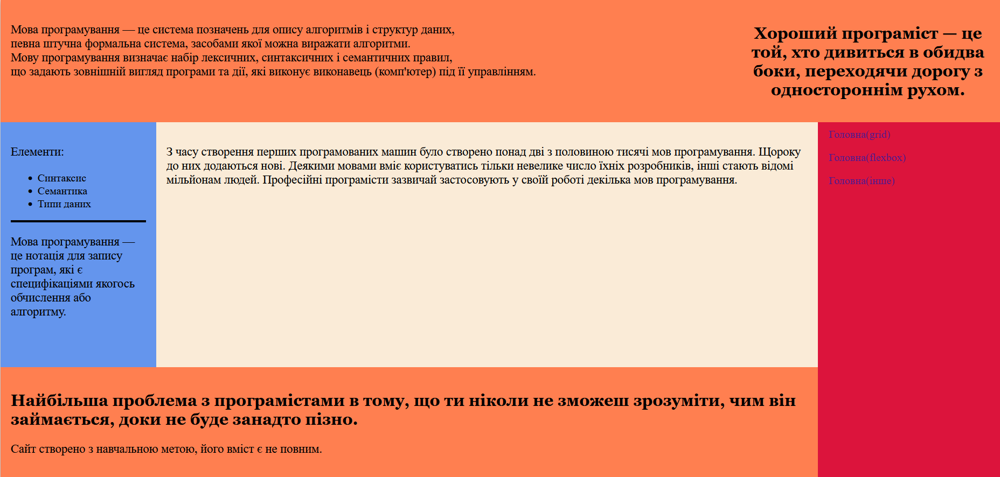 Мова програмування — це система позначень для опису алгоритмів і структур даних,
певна штучна формальна система, засобами якої можна виражати алгоритми.
Мову програмування визначає набір лексичних, синтаксичних і семантичних правил,
що задають зовнішній вигляд програми та дії, які виконує виконавець (комп'ютер) під її управлінням.
Хороший програміст — це
той, хто дивиться в обидва
боки, переходячи дорогу з
одностороннім рухом.
Елементи:
Синтаксис
Семантика
Типи даних
Мова програмування —
це нотація для запису
програм, які є
специфікаціями якогось
обчислення або
алгоритму.
З часу створення перших програмованих машин було створено понад дві з половиною тисячі мов програмування. Щороку
до них додаються нові. Деякими мовами вміє користуватись тільки невелике число їхніх розробників, інші стають відомі
мільйонам людей. Професійні програмісти зазвичай застосовують у своїй роботі декілька мов програмування.
Головна(grid)
Головна(flexbox)
Головна(інше)
Найбільша проблема з програмістами в тому, що ти ніколи не зможеш зрозуміти, чим він
займається, доки не буде занадто пізно.
Сайт створено з навчальною метою, його вміст є не повним.